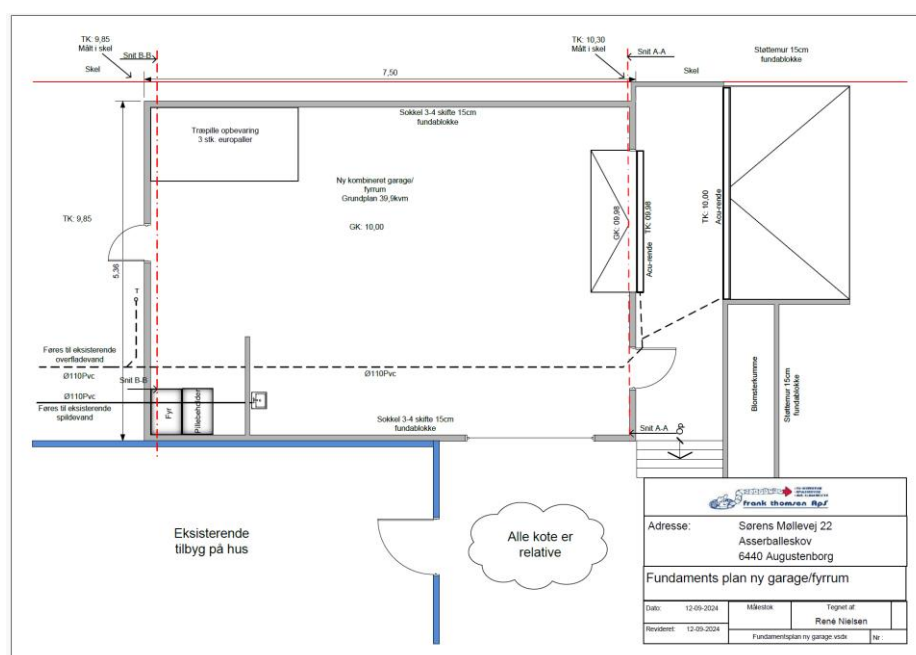 TK: 9,85
Målt i skel
Snit B-B
Skel
7,50
TK: 10,30
Målt i skel
Snit A-A
Skel
Støttemur 15cm
fundablokke
Sokkel 3-4 skifte 15cm
fundablokke
Træpille opbevaring
3 stk. europaller
Ny kombineret garage/
fyrrum
Grundplan 39,9kvm
GK: 10,00
TK: 9,85
5,36
GK: 09,98
TK: 09,98
Acu-rende
TK: 10,00
Acu-rende
T
Føres til eksisterende
overfladevand
Ø110Pvc
Ø110Pvc
Snit B-B
Ø110Pvc
Føres til eksisterende
spildevand
Fyr
Pillebeholder
Sokkel 3-4 skifte 15cm
fundablokke
Snit A-A
Op
Blomsterkumme
Støttemur 15cm
fundablokke
Eksisterende
tilbyg på hus
Alle kote er
relative
frank thomsen ApS
Adresse:
Sørens Møllevej 22
Asserballeskov
6440 Augustenborg
Fundaments plan ny garage/fyrrum
Dato:
12-09-2024
Målestok
Tegnet af:
René Nielsen
Revideret:
12-09-2024
Fundamentsplan ny garage.vsdx
Nr :